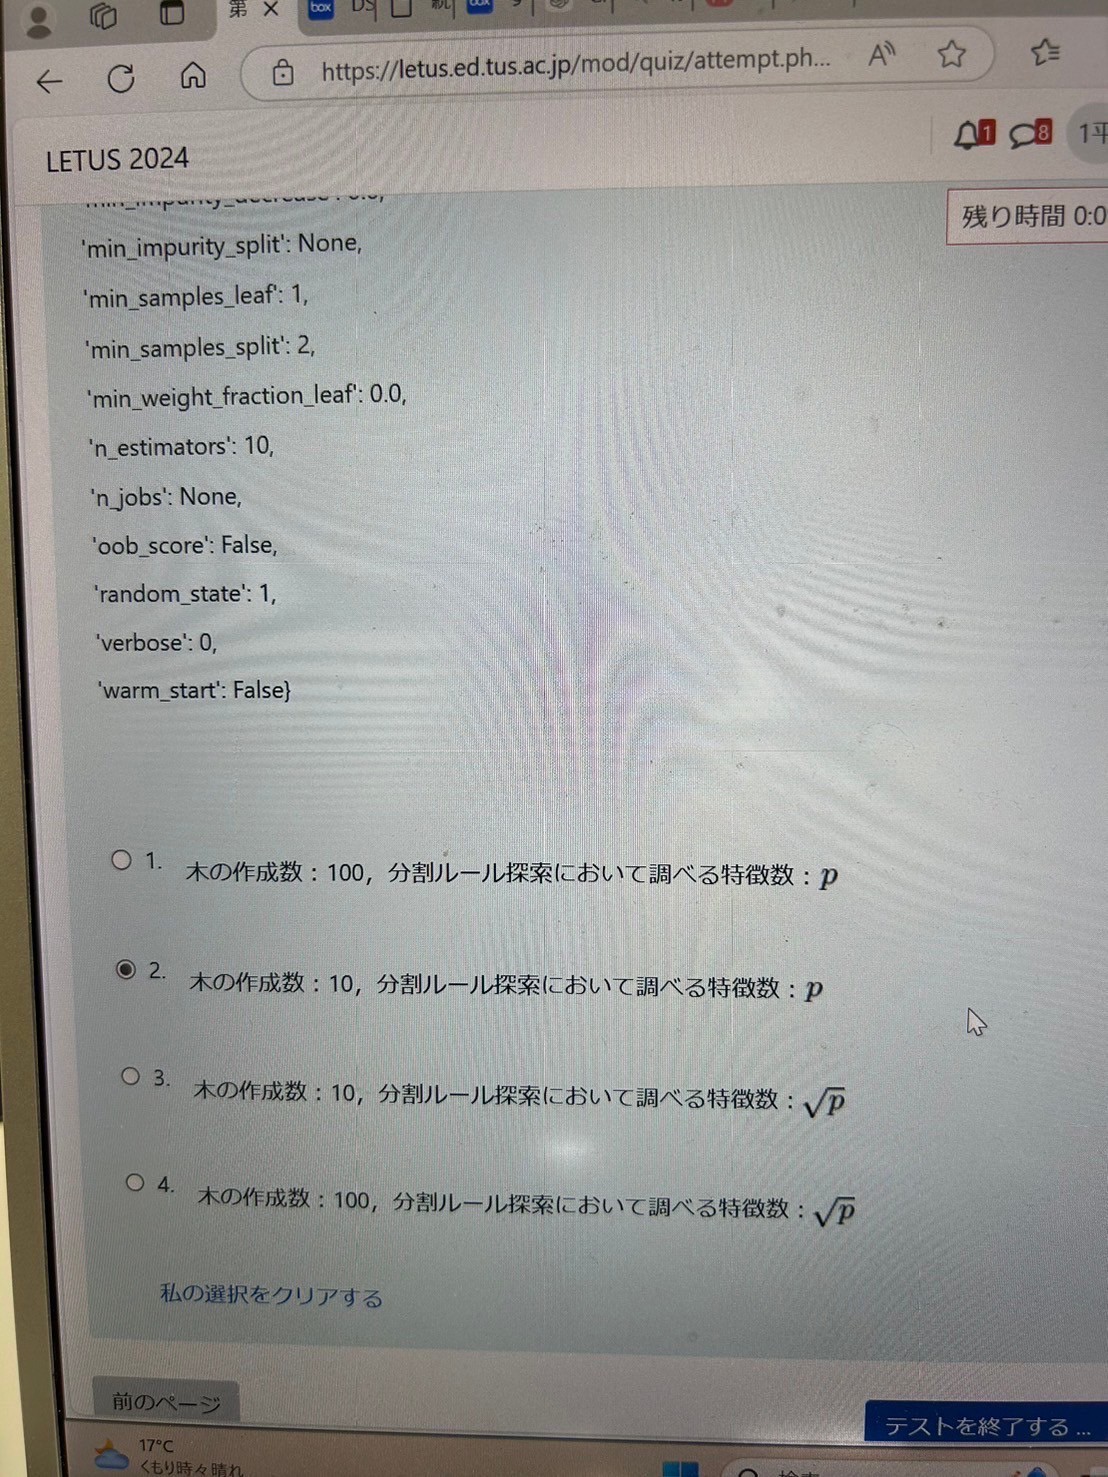 第
box
https://letus.ed.tus.ac.jp/mod/quiz/attempt.ph...
LETUS 2024
1
8
1平
残り時間 0:0
'min_impurity_split': None,
'min_samples_leaf': 1,
'min_samples_split': 2,
'min_weight_fraction_leaf': 0.0,
'n_estimators': 10,
'n_jobs': None,
'oob_score': False,
'random_state': 1,
'verbose': 0,
'warm_start': False}
1. 木の作成数：100，分割ルール探索において調べる特徴数：p
2. 木の作成数：10，分割ルール探索において調べる特徴数：p
3. 木の作成数：10，分割ルール探索において調べる特徴数：√p
4. 木の作成数：100，分割ルール探索において調べる特徴数：√p
私の選択をクリアする
前のページ
テストを終了する ...
17°C
くもり時々晴れ